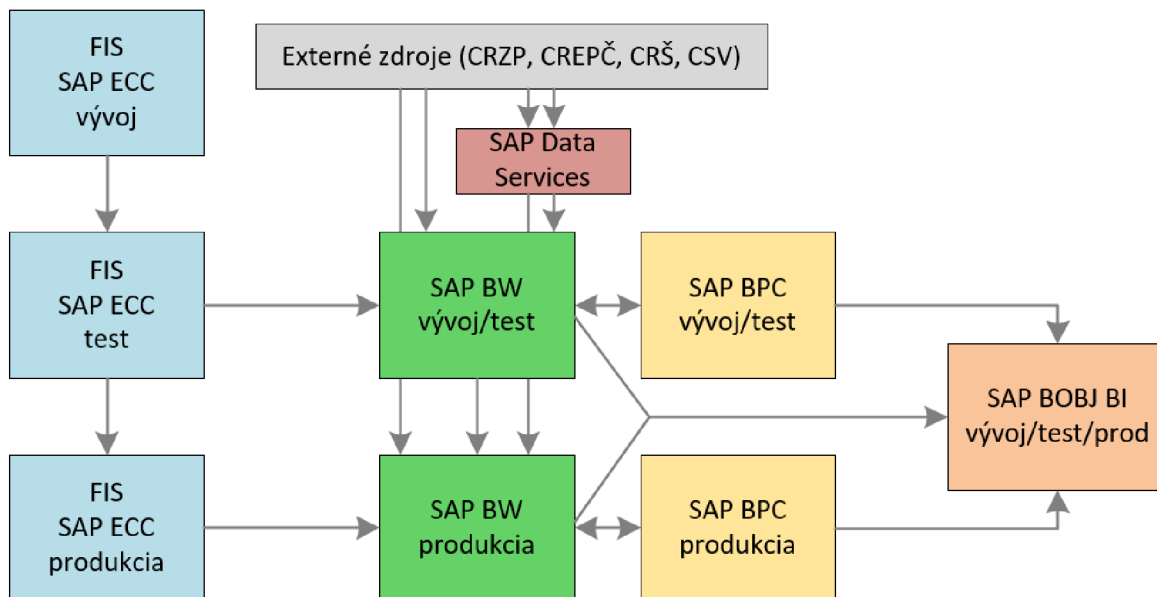 FIS
SAP ECC
vývoj
Externé zdroje (CRZP, CREPČ, CRŠ, CSV)
SAP Data
Services
FIS
SAP ECC
test
SAP BW
vývoj/test
SAP BPC
vývoj/test
SAP BOBJ BI
vývoj/test/prod
FIS
SAP ECC
produkcia
SAP BW
produkcia
SAP BPC
produkcia